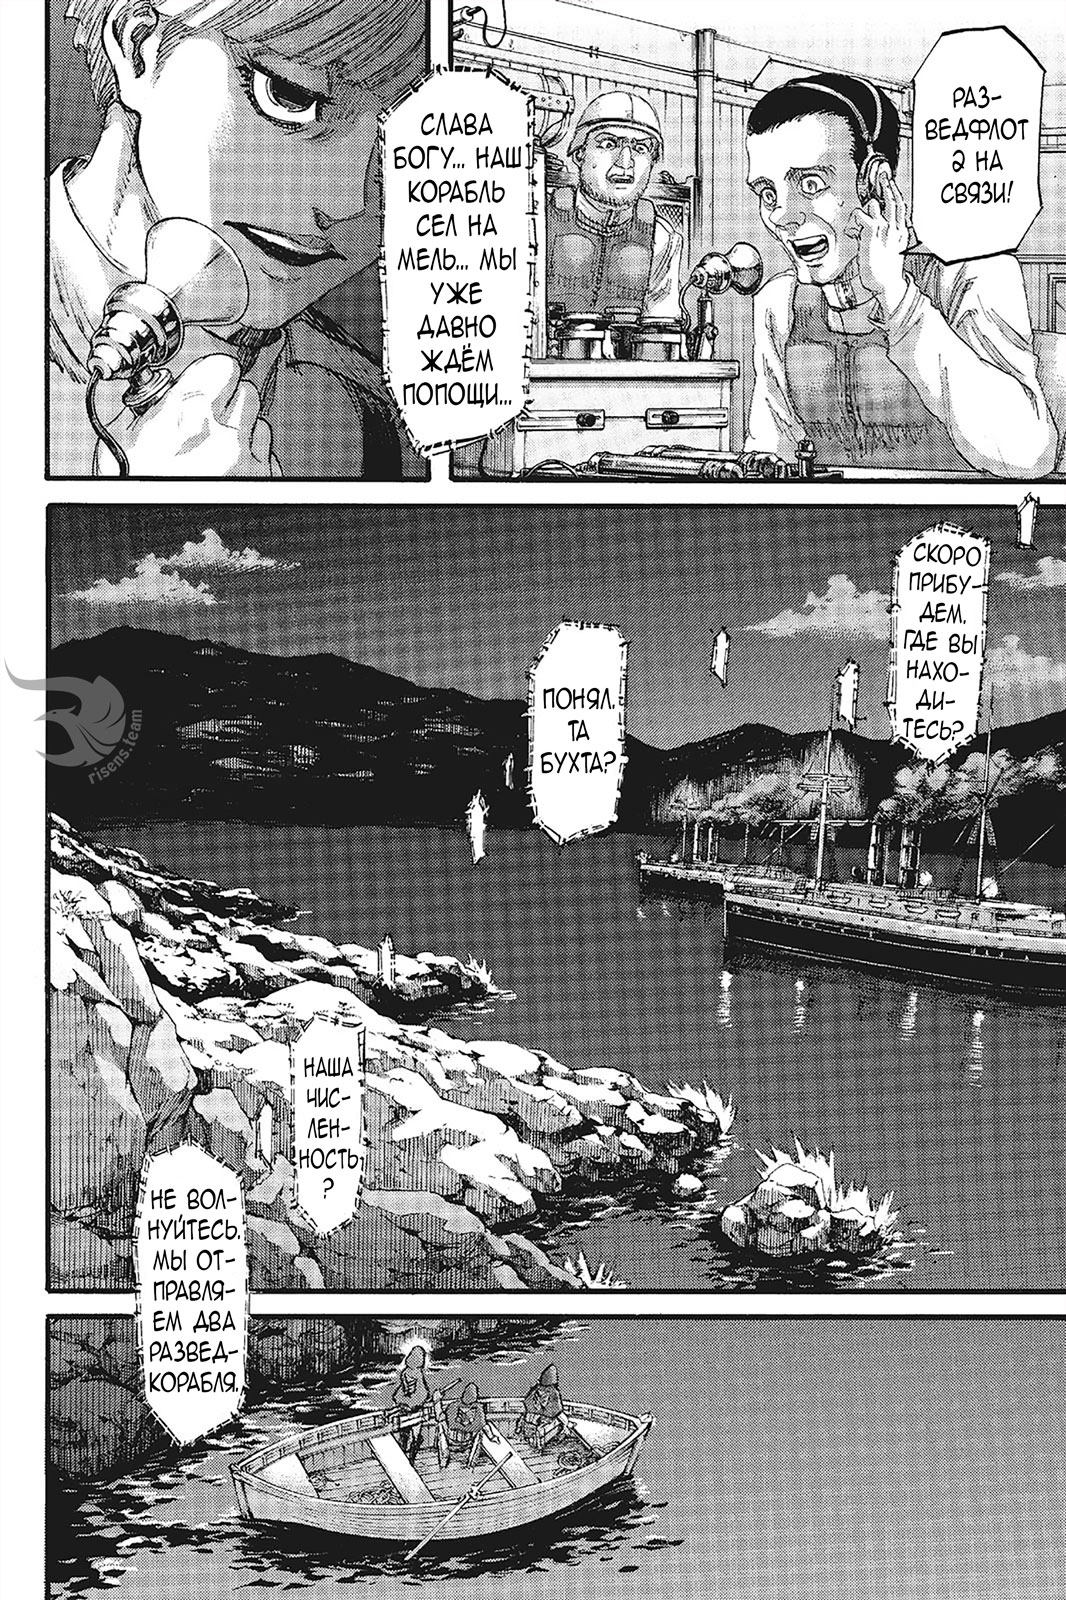 РАЗ-
ВЕДФЛОТ
2 НА
СВЯЗИ!
СЛАВА
БОГУ... НАШ
КОРАБЛЬ
СЕЛ НА
МЕЛЬ... МЫ
УЖЕ
ДАВНО
ЖДЁМ
ПОПОЩИ...
СКОРО
ПРИБУ-
ДЕМ.
ГДЕ ВЫ
НАХО-
ДИ-
ТЕСЬ?
ПОНЯЛ.
ТА
БУХТА?
НАША
ЧИС-
ЛЕН-
НОСТЬ
?
НЕ ВОЛ-
НУЙТЕСЬ.
МЫ ОТ-
ПРАВЛЯ-
ЕМ ДВА
РАЗВЕД-
КОРАБЛЯ.
risens.team